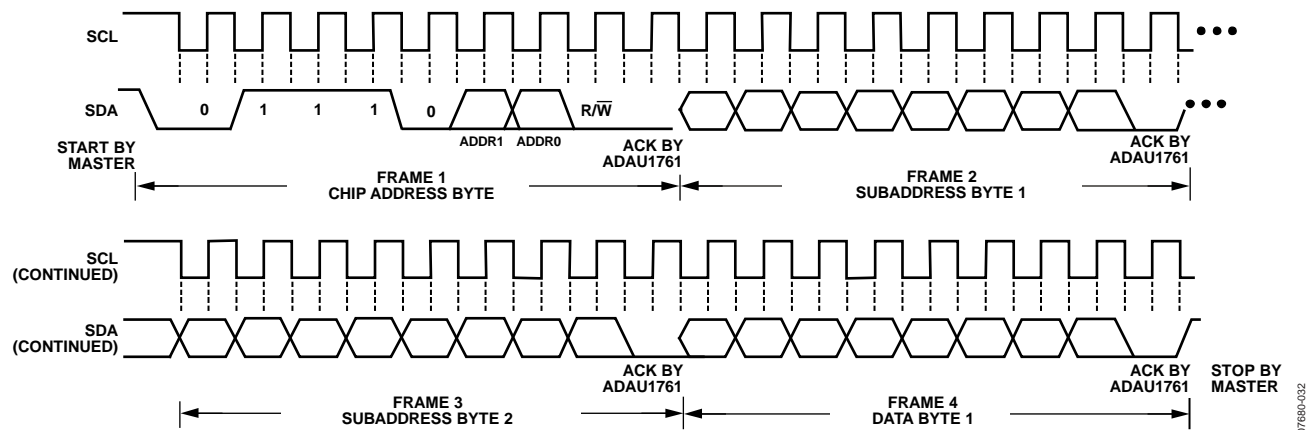 SCL
SDA
0 1 1 1 0 R/W̅
ADDR1 ADDR0
START BY
MASTER
ACK BY
ADAU1761
ACK BY
ADAU1761
FRAME 1
CHIP ADDRESS BYTE
FRAME 2
SUBADDRESS BYTE 1
SCL
(CONTINUED)
SDA
(CONTINUED)
ACK BY
ADAU1761
ACK BY
ADAU1761
STOP BY
MASTER
FRAME 3
SUBADDRESS BYTE 2
FRAME 4
DATA BYTE 1
07680-032